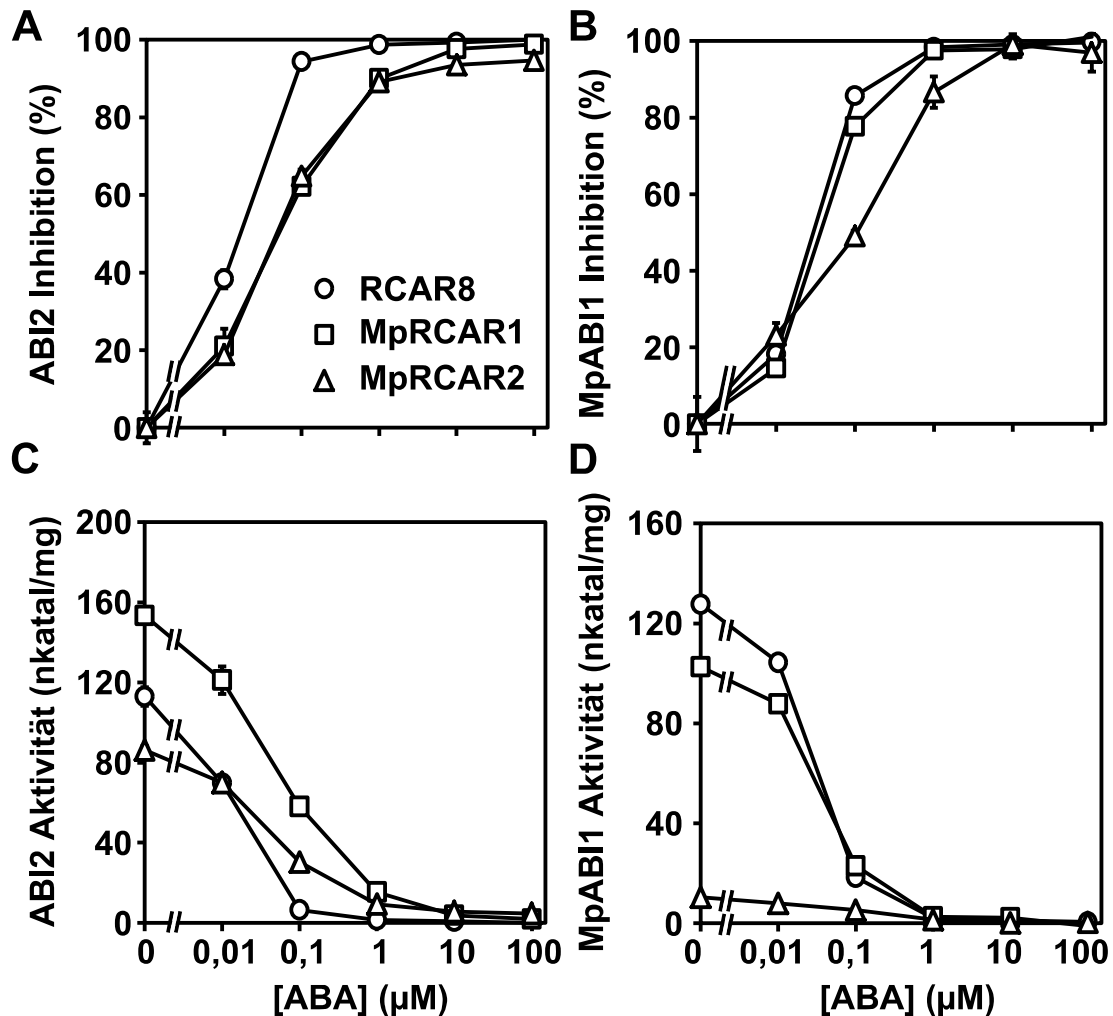 A
ABI2 Inhibition (%)
100
80
60
40
20
0
RCAR8
MpRCAR1
MpRCAR2
B
MpABI1 Inhibition (%)
100
80
60
40
20
0
C
ABI2 Aktivität (nkatal/mg)
200
160
120
80
40
0
0 0,01 0,1 1 10 100
[ABA] (µM)
D
MpABI1 Aktivität (nkatal/mg)
160
120
80
40
0
0 0,01 0,1 1 10 100
[ABA] (µM)